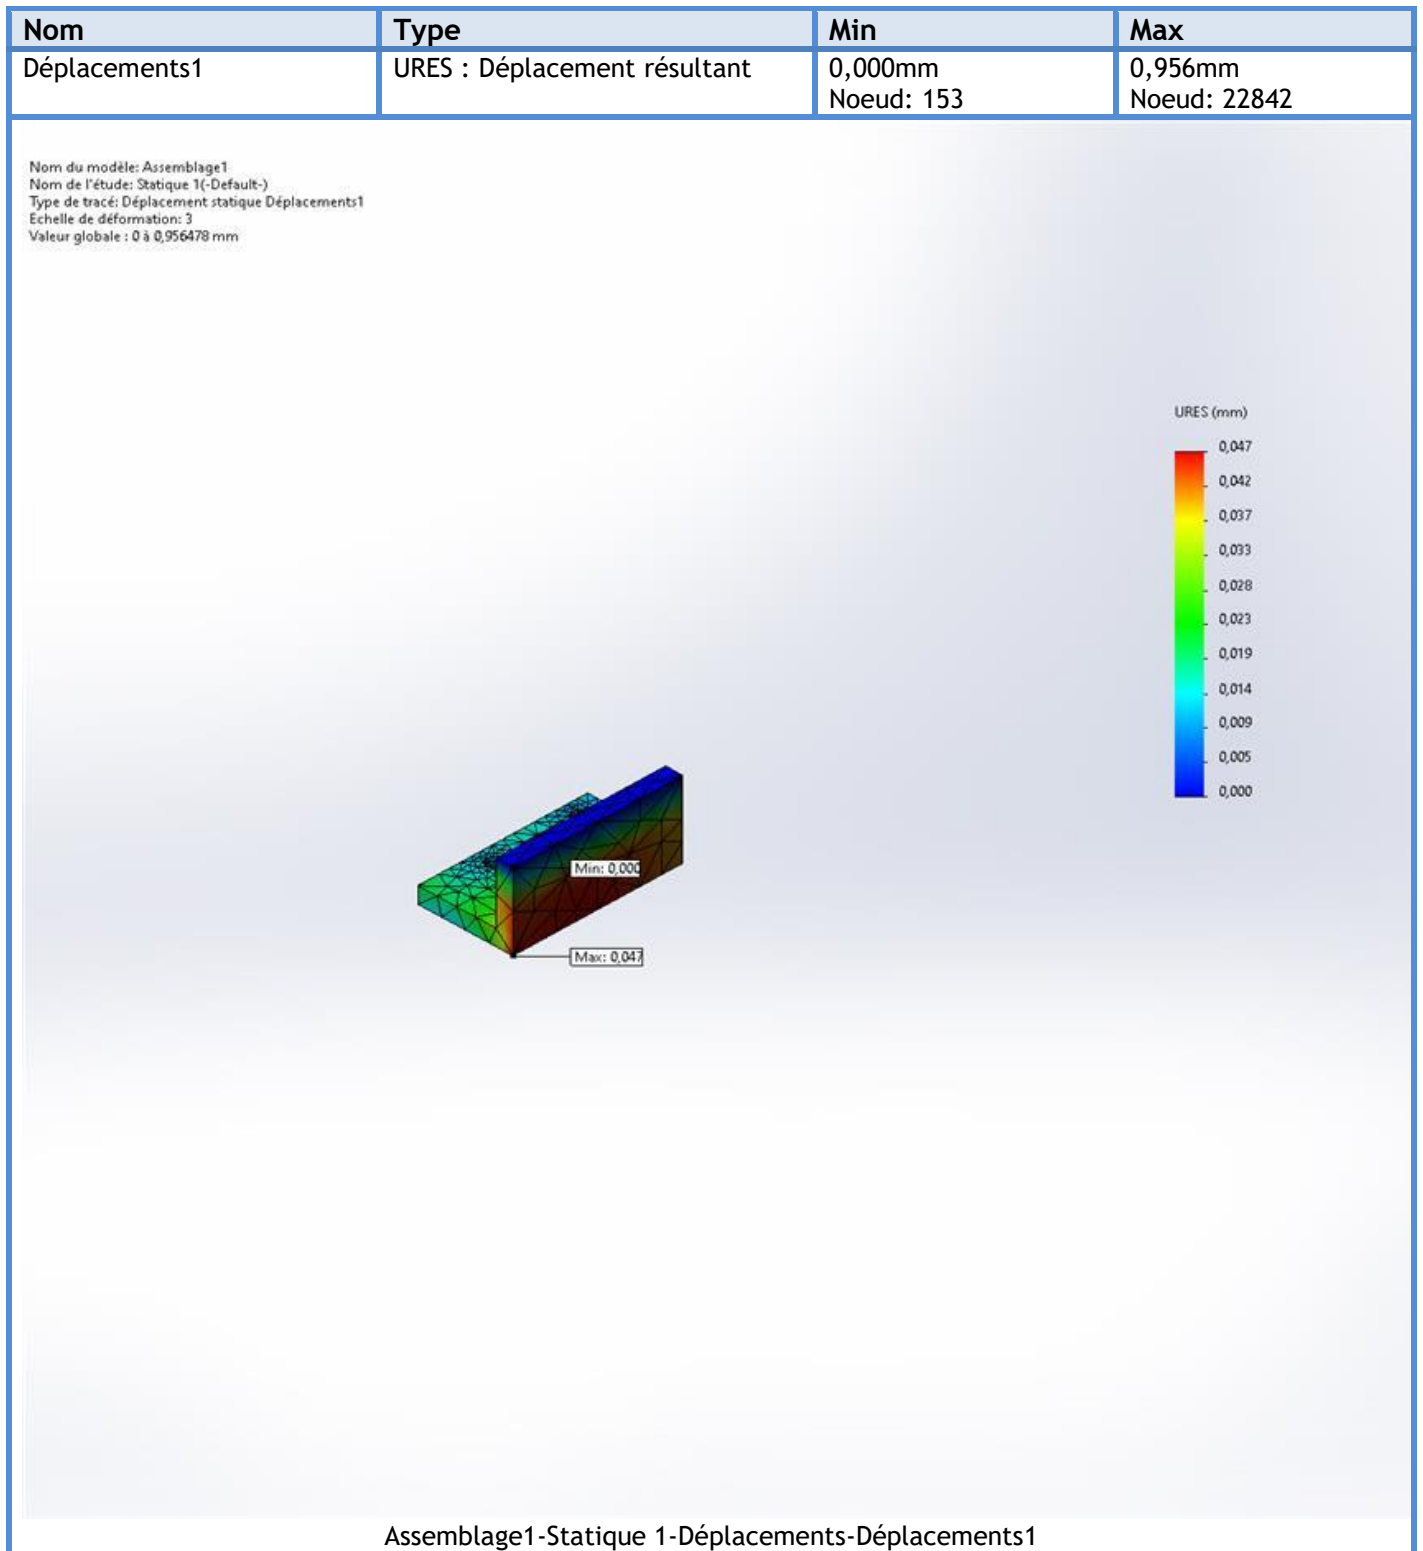 Nom Type Min Max
Déplacements1 URES : Déplacement résultant 0,000mm 0,956mm
Noeud: 153 Noeud: 22842
Nom du modèle: Assemblage1
Nom de l'étude: Statique 1(-Default-)
Type de tracé: Déplacement statique Déplacements1
Echelle de déformation: 3
Valeur globale : 0 à 0,956478 mm
URES (mm)
0,047
0,042
0,037
0,033
0,028
0,023
0,019
0,014
0,009
0,005
0,000
Min: 0,000
Max: 0,047
Assemblage1-Statique 1-Déplacements-Déplacements1